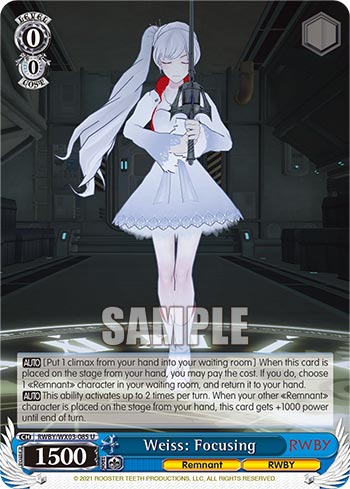 LEVEL
0
0
COST
SAMPLE
AUTO [Put 1 climax from your hand into your waiting room] When this card is
placed on the stage from your hand, you may pay the cost. If you do, choose
1 «Remnant» character in your waiting room, and return it to your hand.
AUTO This ability activates up to 2 times per turn. When your other «Remnant»
character is placed on the stage from your hand, this card gets +1000 power
until end of turn.
CH RWBY/WX03-085 U
POWER 1500
Weiss: Focusing
RWBY
Remnant
RWBY
©2021 ROOSTER TEETH PRODUCTIONS, LLC, ALL RIGHTS RESERVED.